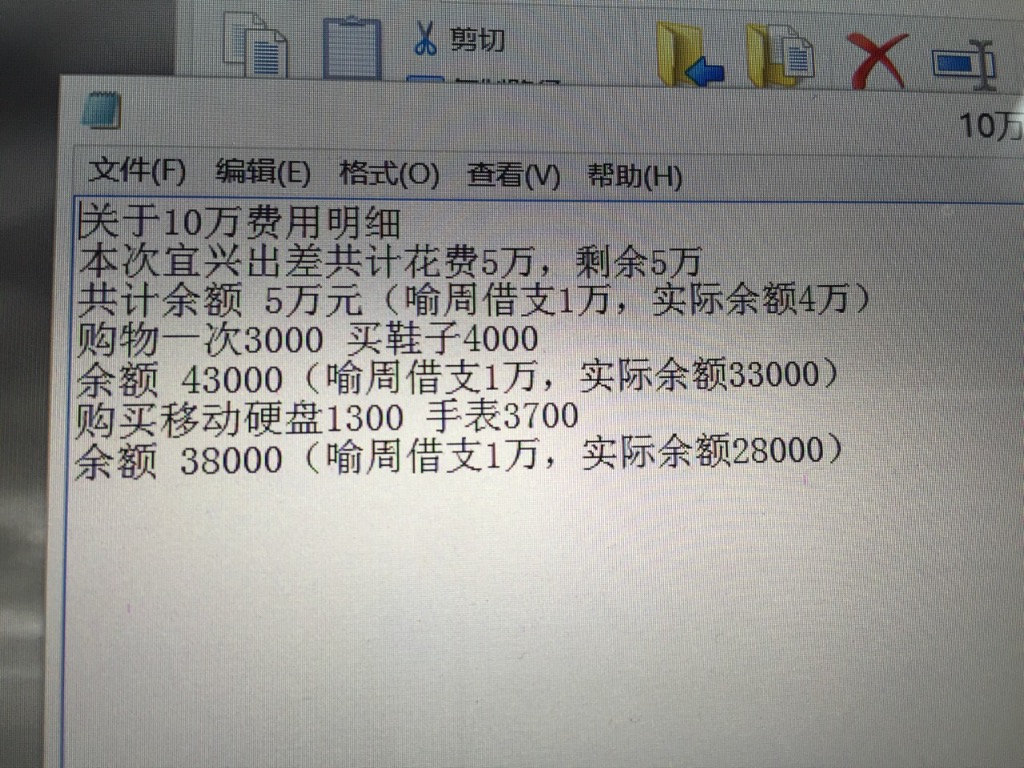 剪切
10万
文件(F) 编辑(E) 格式(O) 查看(V) 帮助(H)
关于10万费用明细
本次宜兴出差共计花费5万，剩余5万
共计余额 5万元（喻周借支1万，实际余额4万）
购物一次3000 买鞋子4000
余额 43000（喻周借支1万，实际余额33000）
购买移动硬盘1300 手表3700
余额 38000（喻周借支1万，实际余额28000）